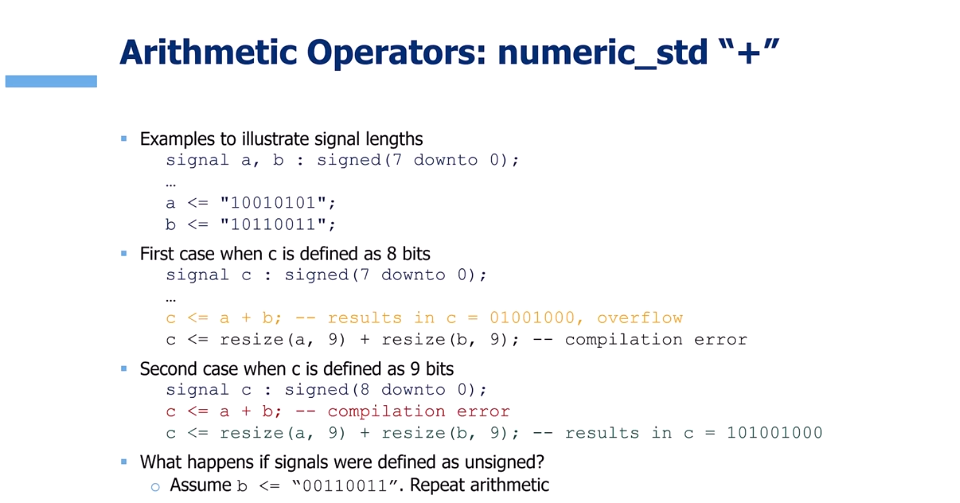 Arithmetic Operators: numeric_std “+”
▪ Examples to illustrate signal lengths
signal a, b : signed(7 downto 0);
…
a <= "10010101";
b <= "10110011";
▪ First case when c is defined as 8 bits
signal c : signed(7 downto 0);
…
c <= a + b; -- results in c = 01001000, overflow
c <= resize(a, 9) + resize(b, 9); -- compilation error
▪ Second case when c is defined as 9 bits
signal c : signed(8 downto 0);
c <= a + b; -- compilation error
c <= resize(a, 9) + resize(b, 9); -- results in c = 101001000
▪ What happens if signals were defined as unsigned?
○ Assume b <= “00110011”. Repeat arithmetic